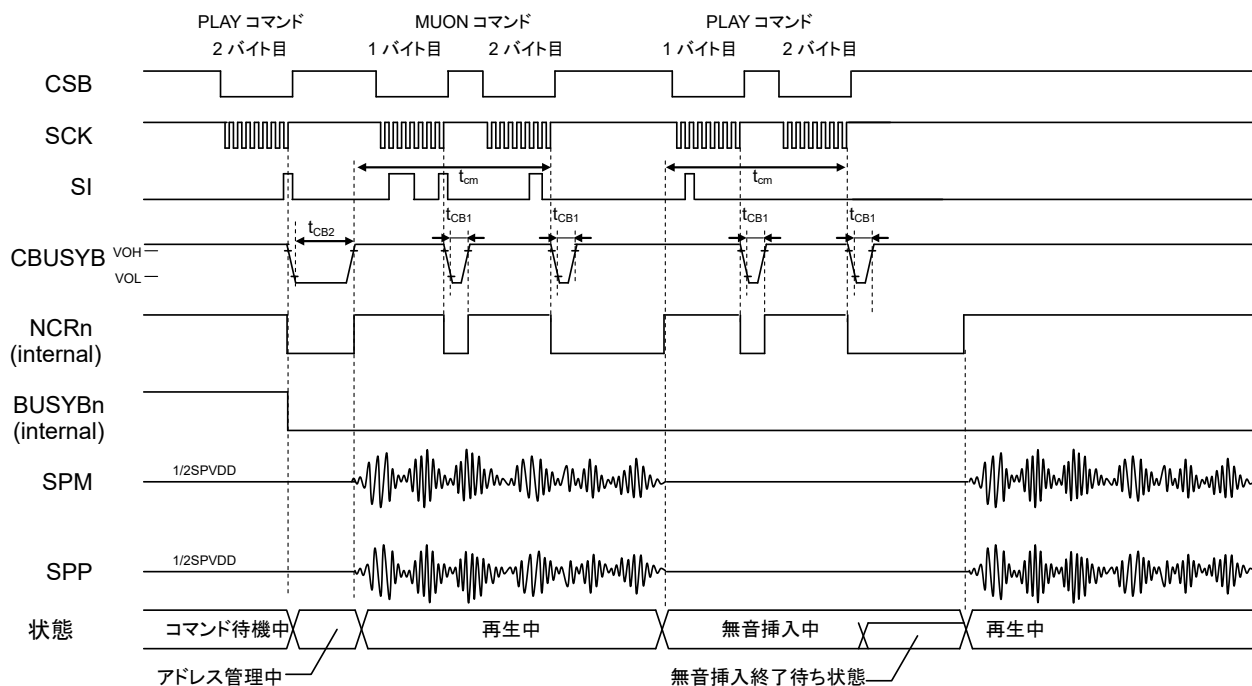 PLAY コマンド
MUON コマンド
PLAY コマンド
2 バイト目
1 バイト目
2 バイト目
1 バイト目
2 バイト目
CSB
SCK
SI
tcm
tcm
tCB2
tCB1
tCB1
tCB1
tCB1
CBUSYB
VOH
VOL
NCRn
(internal)
BUSYBn
(internal)
SPM
1/2SPVDD
SPP
1/2SPVDD
状態
コマンド待機中
再生中
無音挿入中
再生中
アドレス管理中
無音挿入終了待ち状態